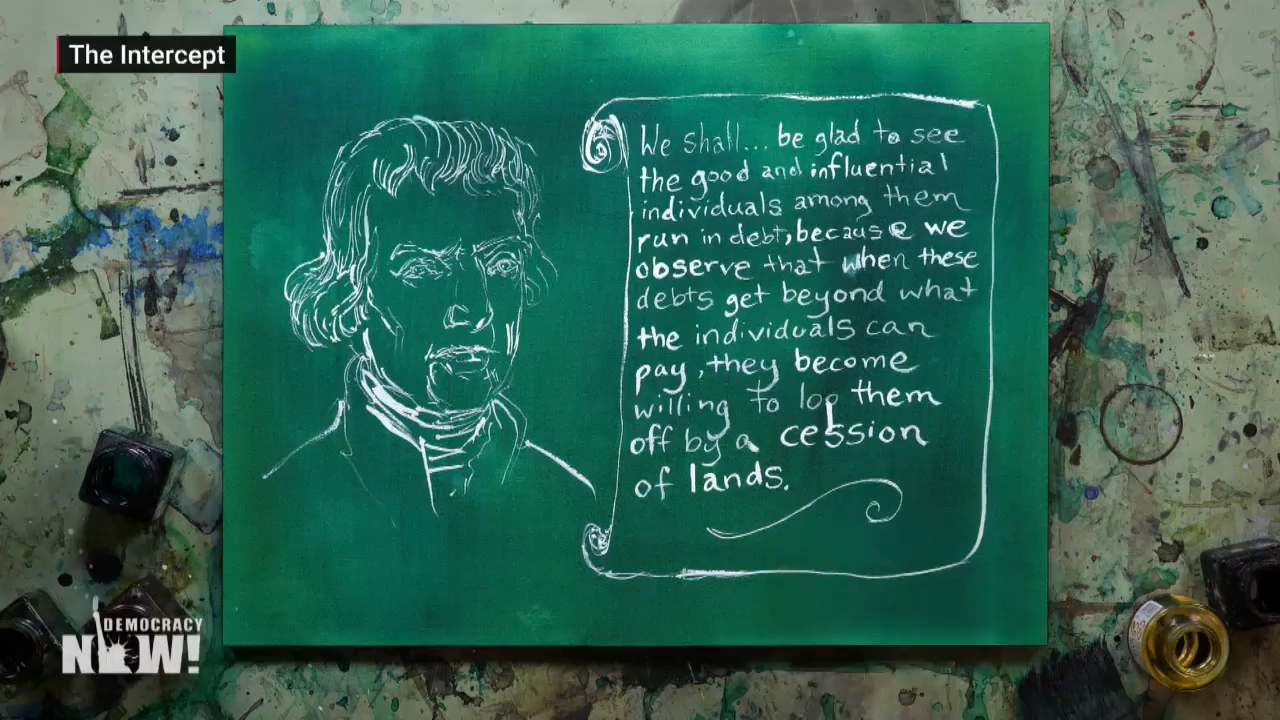 The Intercept
We shall... be glad to see
the good and influential
individuals among them
run in debt, because we
observe that when these
debts get beyond what
the individuals can
pay, they become
willing to lop them
off by a cession
of lands.
DEMOCRACY
NOW!